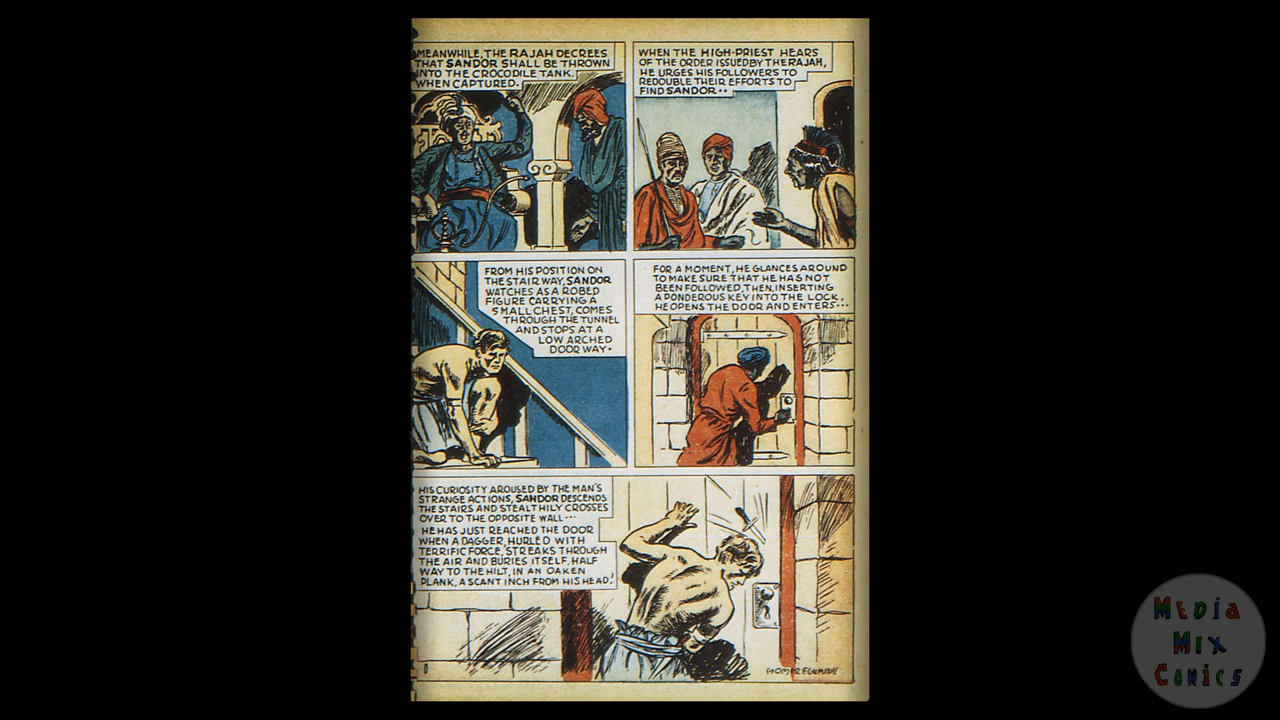 MEANWHILE, THE RAJAH DECREES
THAT SANDOR SHALL BE THROWN
INTO THE CROCODILE TANK,
WHEN CAPTURED-
WHEN THE HIGH-PRIEST HEARS
OF THE ORDER ISSUED BY THE RAJAH,
HE URGES HIS FOLLOWERS TO
REDOUBLE THEIR EFFORTS TO
FIND SANDOR··
FROM HIS POSITION ON
THE STAIR WAY, SANDOR
WATCHES AS A ROBED
FIGURE CARRYING A
SMALL CHEST, COMES
THROUGH THE TUNNEL
AND STOPS AT A
LOW ARCHED
DOOR WAY·
FOR A MOMENT, HE GLANCES AROUND
TO MAKE SURE THAT HE HAS NOT
BEEN FOLLOWED, THEN, INSERTING
A PONDEROUS KEY INTO THE LOCK,
HE OPENS THE DOOR AND ENTERS···
HIS CURIOSITY AROUSED BY THE MAN'S
STRANGE ACTIONS, SANDOR DESCENDS
THE STAIRS AND STEALTHILY CROSSES
OVER TO THE OPPOSITE WALL···
HE HAS JUST REACHED THE DOOR
WHEN A DAGGER, HURLED WITH
TERRIFIC FORCE, STREAKS THROUGH
THE AIR AND BURIES ITSELF, HALF
WAY TO THE HILT, IN AN OAKEN
PLANK, A SCANT INCH FROM HIS HEAD!
HOMER FLEMING
MEDIA
MIX
COMICS